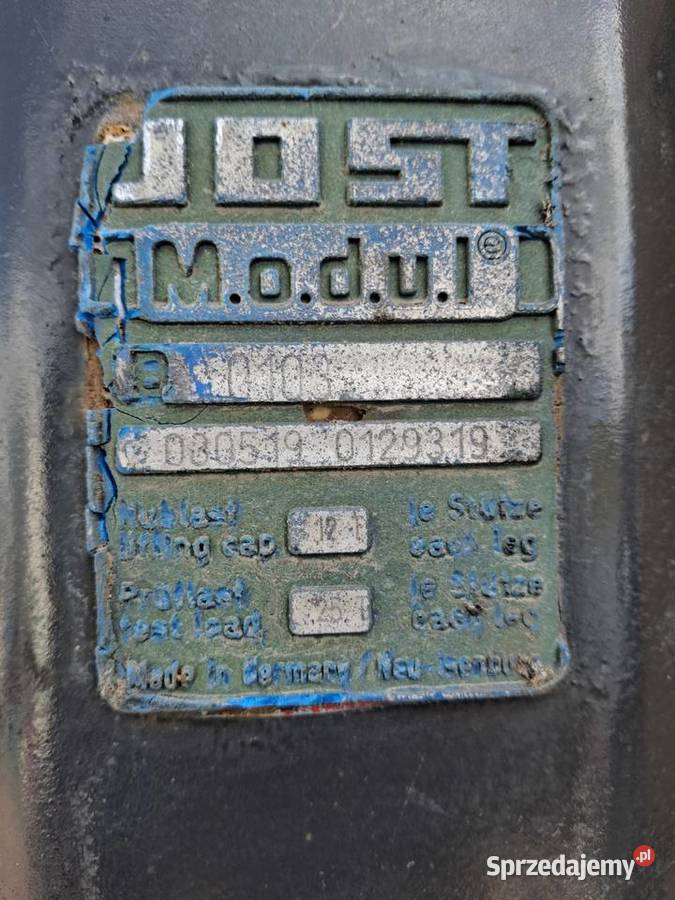 JOST
M.o.d.u.l®
B 0103
030519 0129319
Hublast 12 t je Stütze
lifting cap. each leg
Prüflast 25 t je Stütze
test load. each leg
Made in Germany / Neu-Isenburg
Sprzedajemy.pl